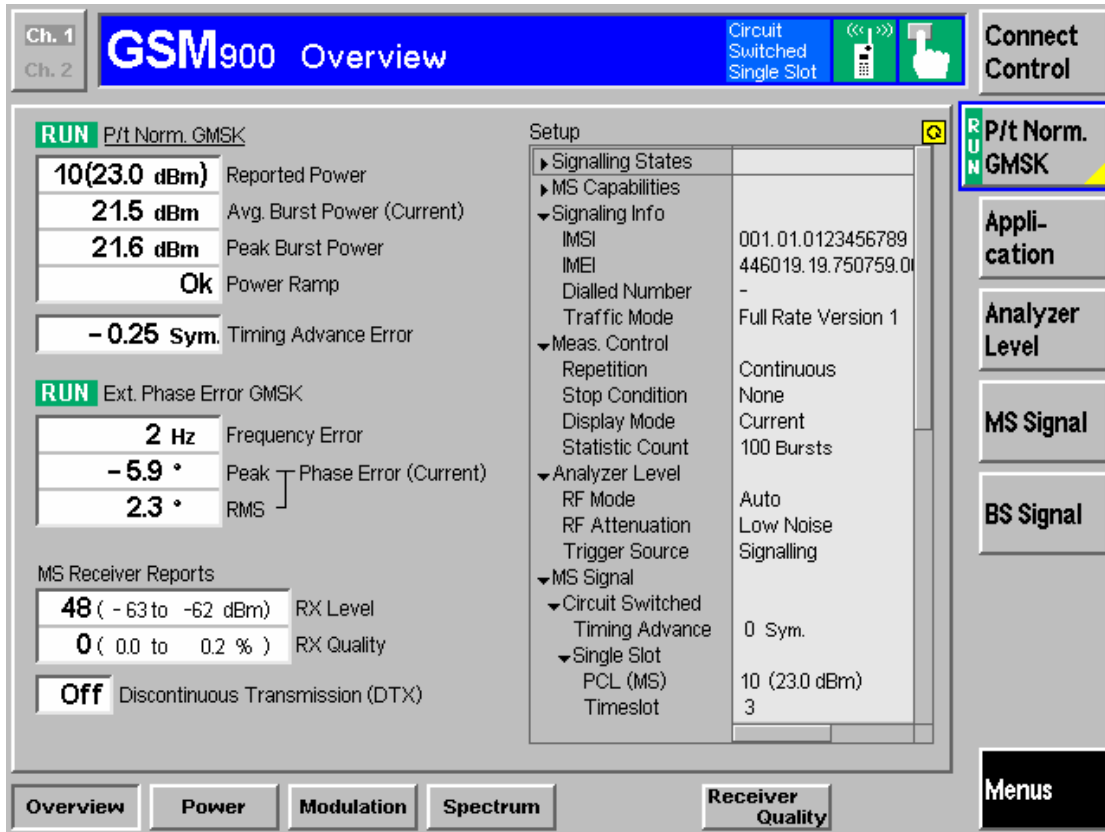 Ch. 1
Ch. 2
GSM900 Overview
Circuit
Switched
Single Slot
Connect
Control
RUN P/t Norm. GMSK
10(23.0 dBm) Reported Power
21.5 dBm Avg. Burst Power (Current)
21.6 dBm Peak Burst Power
Ok Power Ramp
-0.25 Sym. Timing Advance Error
RUN Ext. Phase Error GMSK
2 Hz Frequency Error
-5.9 ° Peak Phase Error (Current)
2.3 ° RMS
MS Receiver Reports
48 ( -63 to -62 dBm) RX Level
0 ( 0.0 to 0.2 % ) RX Quality
Off Discontinuous Transmission (DTX)
Setup
Signalling States
MS Capabilities
Signaling Info
IMSI 001.01.0123456789
IMEI 446019.19.750759.0
Dialled Number -
Traffic Mode Full Rate Version 1
Meas. Control
Repetition Continuous
Stop Condition None
Display Mode Current
Statistic Count 100 Bursts
Analyzer Level
RF Mode Auto
RF Attenuation Low Noise
Trigger Source Signalling
MS Signal
Circuit Switched
Timing Advance 0 Sym.
Single Slot
PCL (MS) 10 (23.0 dBm)
Timeslot 3
RUN P/t Norm.
GMSK
Appli-
cation
Analyzer
Level
MS Signal
BS Signal
Menus
Overview
Power
Modulation
Spectrum
Receiver
Quality